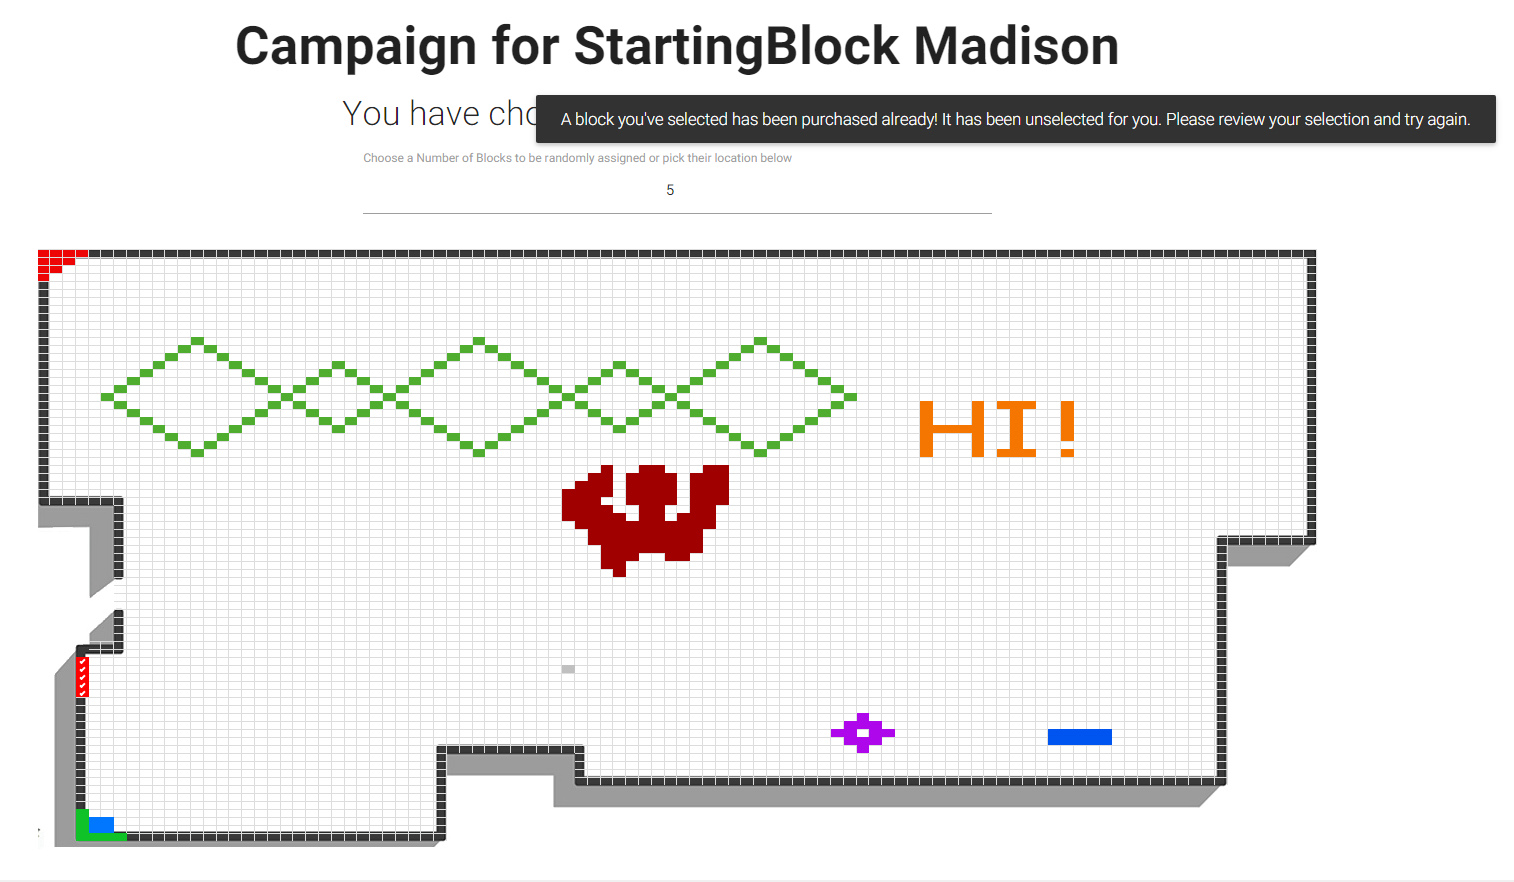 Campaign for StartingBlock Madison
You have cho
A block you've selected has been purchased already! It has been unselected for you. Please review your selection and try again.
Choose a Number of Blocks to be randomly assigned or pick their location below
5
HI!